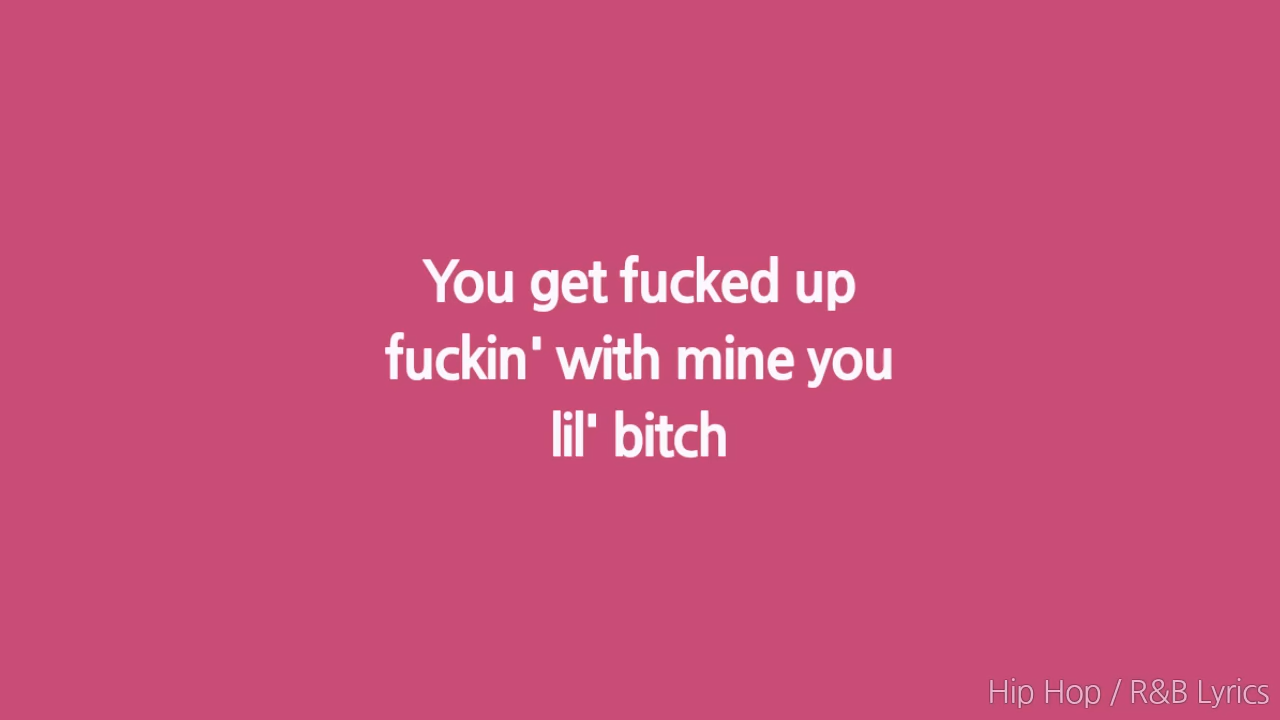 You get fucked up
fuckin' with mine you
lil' bitch
Hip Hop / R&B Lyrics